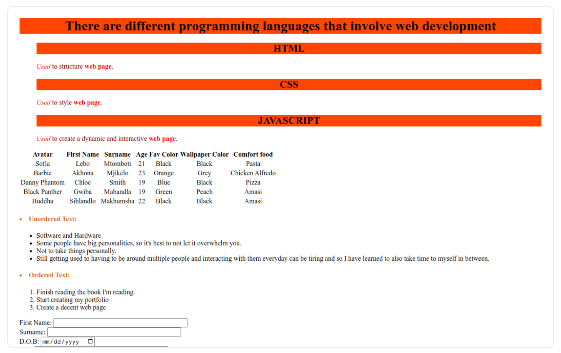 There are different programming languages that involve web development
HTML
Used to structure web page.
CSS
Used to style web page.
JAVASCRIPT
Used to create a dynamic and interactive web page.
Avatar First Name Surname Age Fav Color Wallpaper Color Comfort food
Sofia Lebo Mtomboti 21 Black Black Pasta
Barbie Akhona Mjikelo 23 Orange Grey Chicken Alfredo
Danny Phantom Chloe Smith 19 Blue Black Pizza
Black Panther Gwiba Mabandla 19 Green Peach Amasi
Buddha Sihlandlo Makhumsha 22 Black Black Amasi
Unordered Text:
Software and Hardware
Some people have big personalities, so it's best to not let it overwhelm you.
Not to take things personally.
Still getting used to having to be around multiple people and interacting with them everyday can be tiring and so I have learned to also take time to myself in between.
Ordered Text:
1. Finish reading the book I'm reading.
2. Start creating my portfolio
3. Create a decent web page
First Name:
Surname:
D.O.B: mm/dd/yyyy